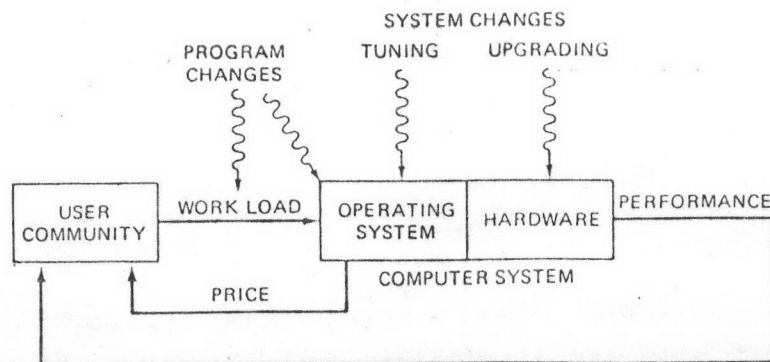 SYSTEM CHANGES
PROGRAM
CHANGES
TUNING
UPGRADING
USER
COMMUNITY
WORK LOAD
OPERATING
SYSTEM
HARDWARE
PERFORMANCE
COMPUTER SYSTEM
PRICE